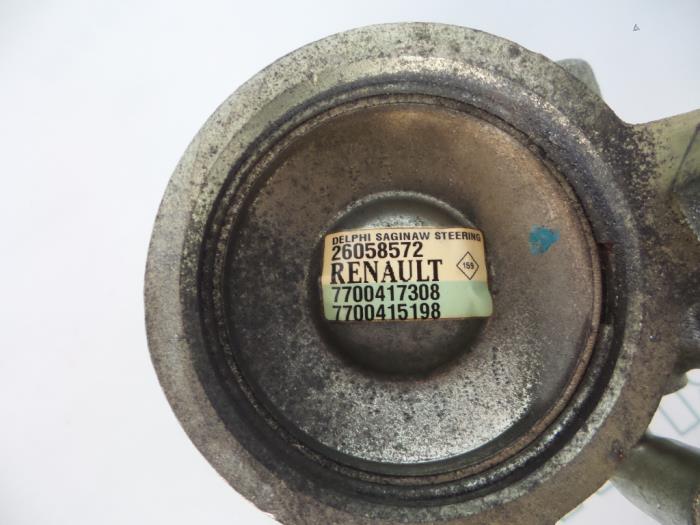 DELPHI SAGINAW STEERING
26058572
RENAULT 159
7700417308
7700415198